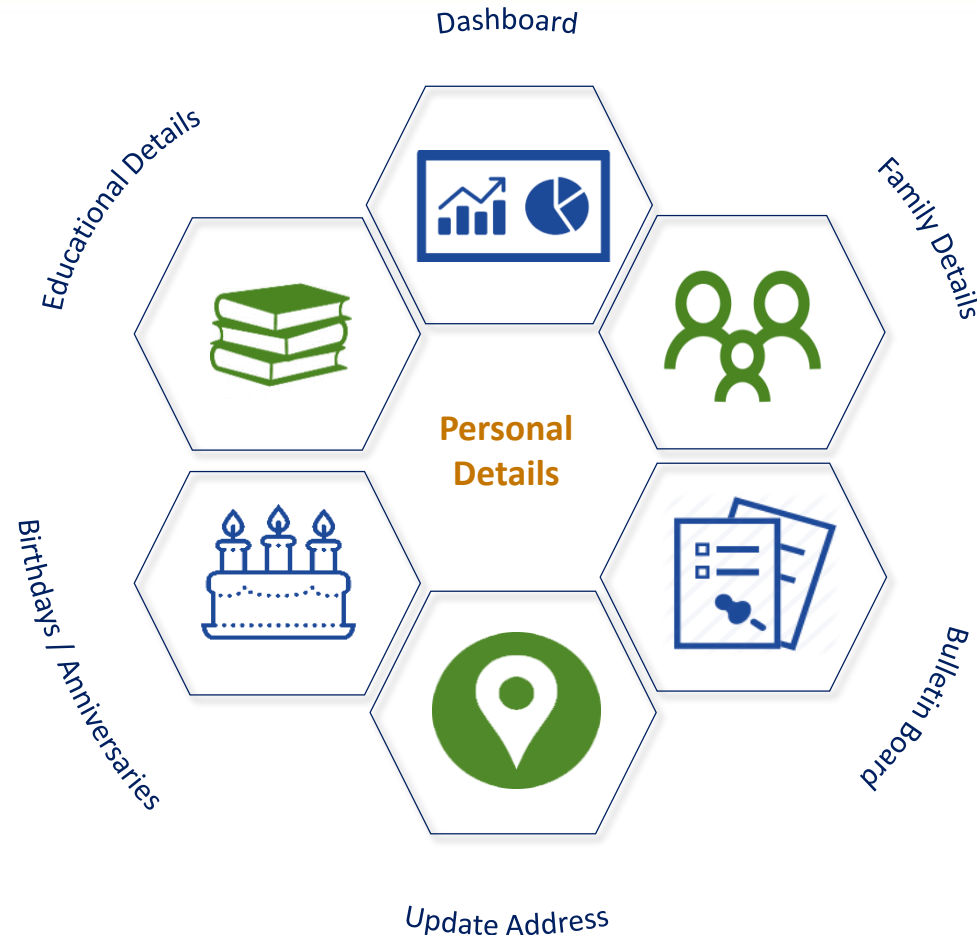 Dashboard
Educational Details
Family Details
Personal
Details
Birthdays / Anniversaries
Bulletin Board
Update Address